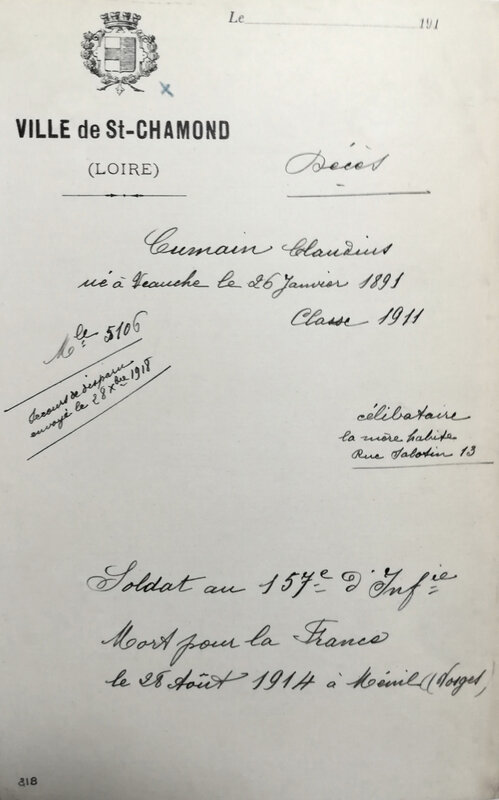 Le 191
VILLE de St-CHAMOND
(LOIRE)
Décès
Cumain Claudius
né à Veauche le 26 Janvier 1891
Classe 1911
Mle 5106
Secours de disparu
envoyé le 28 Xbre 1918
célibataire
la mère habite
Rue Sabotin 13
Soldat au 157e d'Infie
Mort pour la France
le 28 Août 1914 à Ménil (Vosges)
318